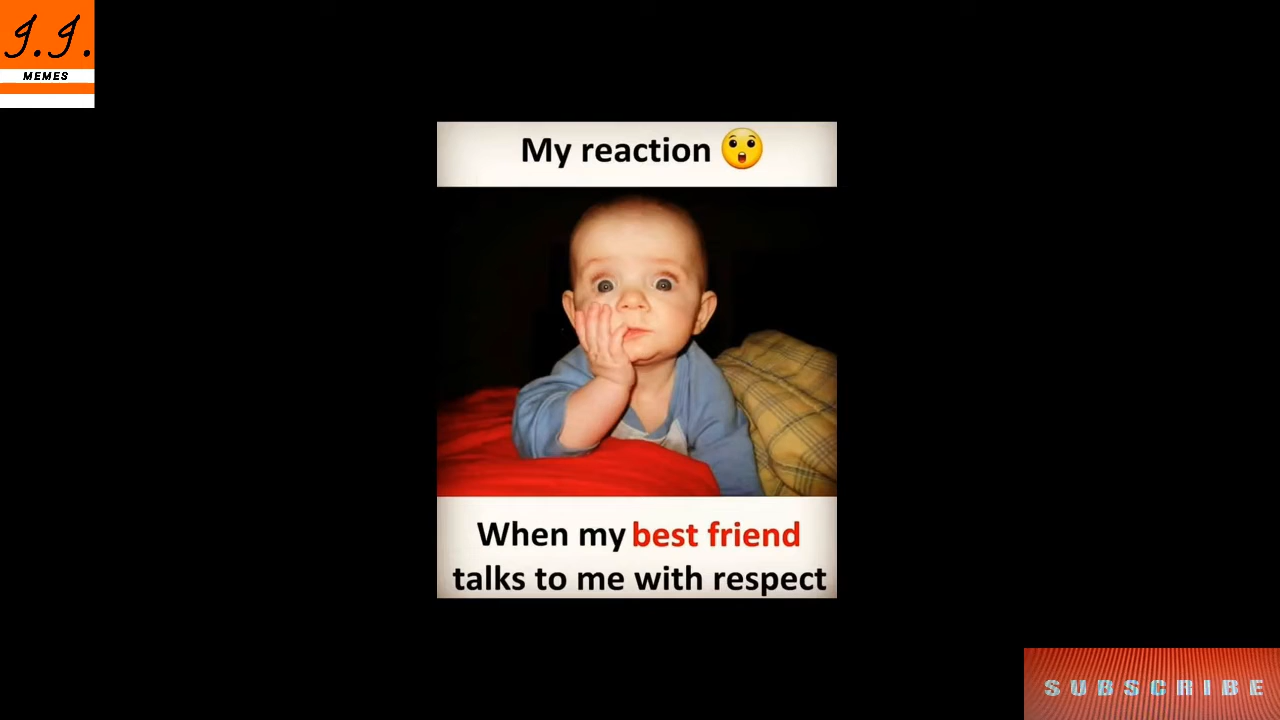 J.J.
MEMES
My reaction 😲
When my best friend
talks to me with respect
SUBSCRIBE